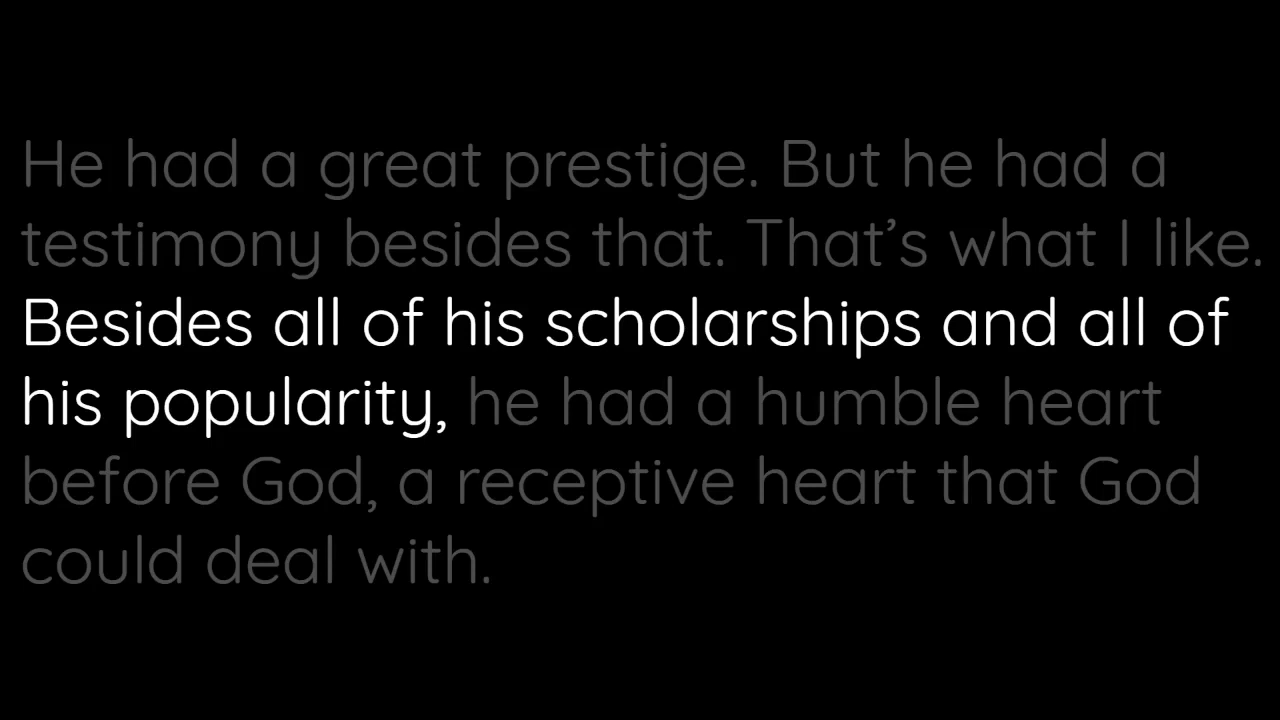 He had a great prestige. But he had a
testimony besides that. That’s what I like.
Besides all of his scholarships and all of
his popularity, he had a humble heart
before God, a receptive heart that God
could deal with.